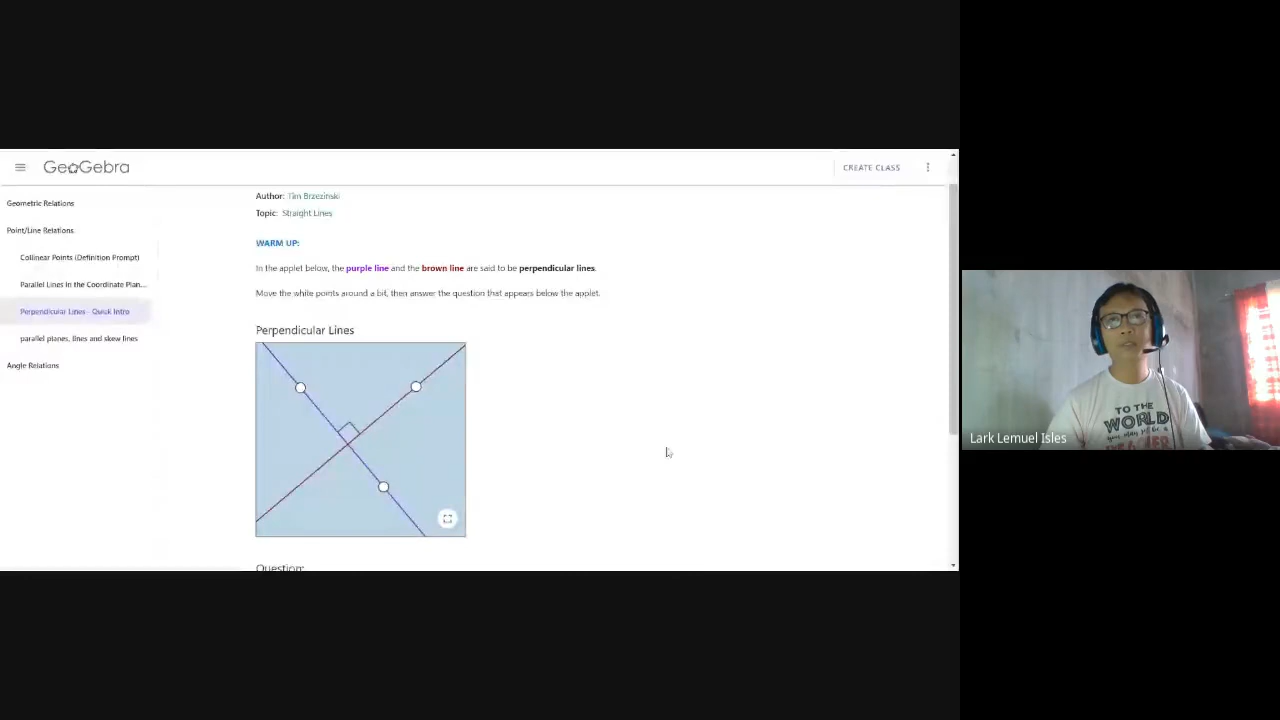 GeoGebra
CREATE CLASS
Geometric Relations
Point/Line Relations
Collinear Points (Definition Prompt)
Parallel Lines in the Coordinate Plan...
Perpendicular Lines - Quick Intro
parallel planes, lines and skew lines
Angle Relations
Author: Tim Brzezinski
Topic: Straight Lines
WARM UP:
In the applet below, the purple line and the brown line are said to be perpendicular lines.
Move the white points around a bit, then answer the question that appears below the applet.
Perpendicular Lines
Question:
TO THE
WORLD
Lark Lemuel Isles